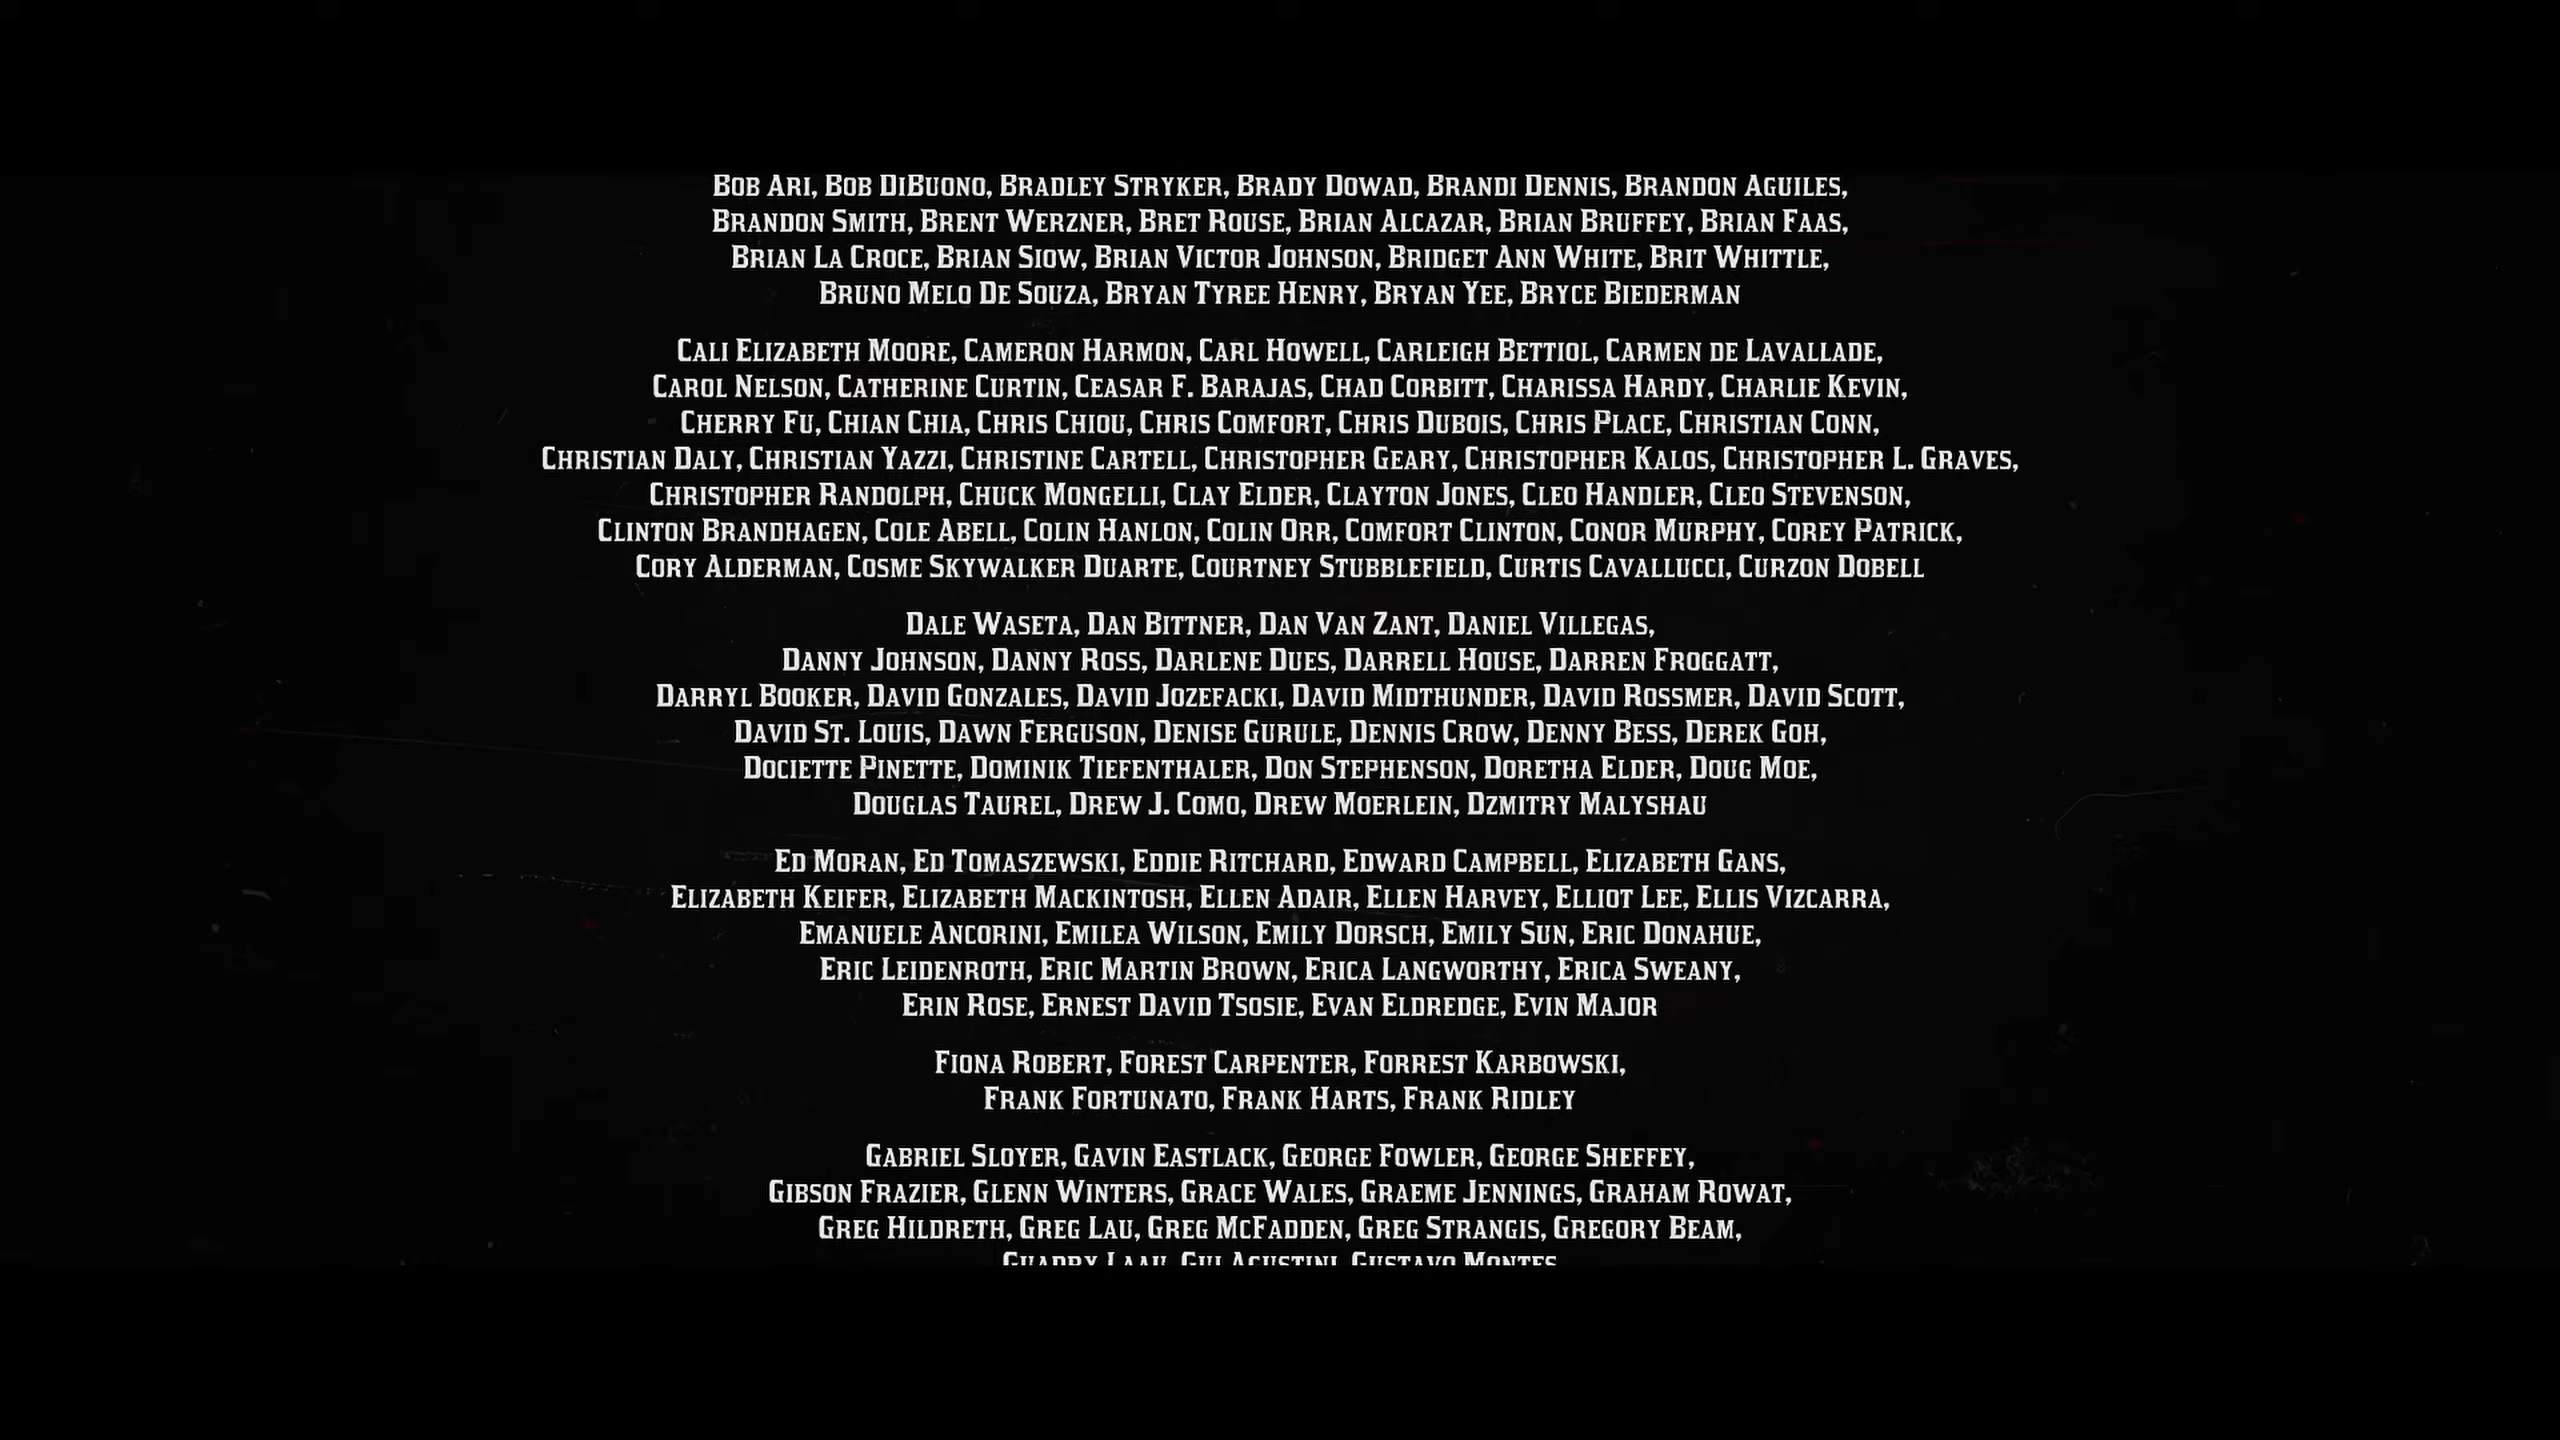 Bob Ari, Bob DiBuono, Bradley Stryker, Brady Dowad, Brandi Dennis, Brandon Aguiles,
Brandon Smith, Brent Werzner, Bret Rouse, Brian Alcazar, Brian Bruffey, Brian Faas,
Brian La Croce, Brian Siow, Brian Victor Johnson, Bridget Ann White, Brit Whittle,
Bruno Melo De Souza, Bryan Tyree Henry, Bryan Yee, Bryce Biederman
Cali Elizabeth Moore, Cameron Harmon, Carl Howell, Carleigh Bettiol, Carmen de Lavallade,
Carol Nelson, Catherine Curtin, Ceasar F. Barajas, Chad Corbitt, Charissa Hardy, Charlie Kevin,
Cherry Fu, Chian Chia, Chris Chiou, Chris Comfort, Chris Dubois, Chris Place, Christian Conn,
Christian Daly, Christian Yazzi, Christine Cartell, Christopher Geary, Christopher Kalos, Christopher L. Graves,
Christopher Randolph, Chuck Mongelli, Clay Elder, Clayton Jones, Cleo Handler, Cleo Stevenson,
Clinton Brandhagen, Cole Abell, Colin Hanlon, Colin Orr, Comfort Clinton, Conor Murphy, Corey Patrick,
Cory Alderman, Cosme Skywalker Duarte, Courtney Stubblefield, Curtis Cavallucci, Curzon Dobell
Dale Waseta, Dan Bittner, Dan Van Zant, Daniel Villegas,
Danny Johnson, Danny Ross, Darlene Dues, Darrell House, Darren Froggatt,
Darryl Booker, David Gonzales, David Jozefacki, David Midthunder, David Rossmer, David Scott,
David St. Louis, Dawn Ferguson, Denise Gurule, Dennis Crow, Denny Bess, Derek Goh,
Dociette Pinette, Dominik Tiefenthaler, Don Stephenson, Doretha Elder, Doug Moe,
Douglas Taurel, Drew J. Como, Drew Moerlein, Dzmitry Malyshau
Ed Moran, Ed Tomaszewski, Eddie Ritchard, Edward Campbell, Elizabeth Gans,
Elizabeth Keifer, Elizabeth Mackintosh, Ellen Adair, Ellen Harvey, Elliot Lee, Ellis Vizcarra,
Emanuele Ancorini, Emilea Wilson, Emily Dorsch, Emily Sun, Eric Donahue,
Eric Leidenroth, Eric Martin Brown, Erica Langworthy, Erica Sweany,
Erin Rose, Ernest David Tsosie, Evan Eldredge, Evin Major
Fiona Robert, Forest Carpenter, Forrest Karbowski,
Frank Fortunato, Frank Harts, Frank Ridley
Gabriel Sloyer, Gavin Eastlack, George Fowler, George Sheffey,
Gibson Frazier, Glenn Winters, Grace Wales, Graeme Jennings, Graham Rowat,
Greg Hildreth, Greg Lau, Greg McFadden, Greg Strangis, Gregory Beam,
Gui Agustini, Gustavo Montes